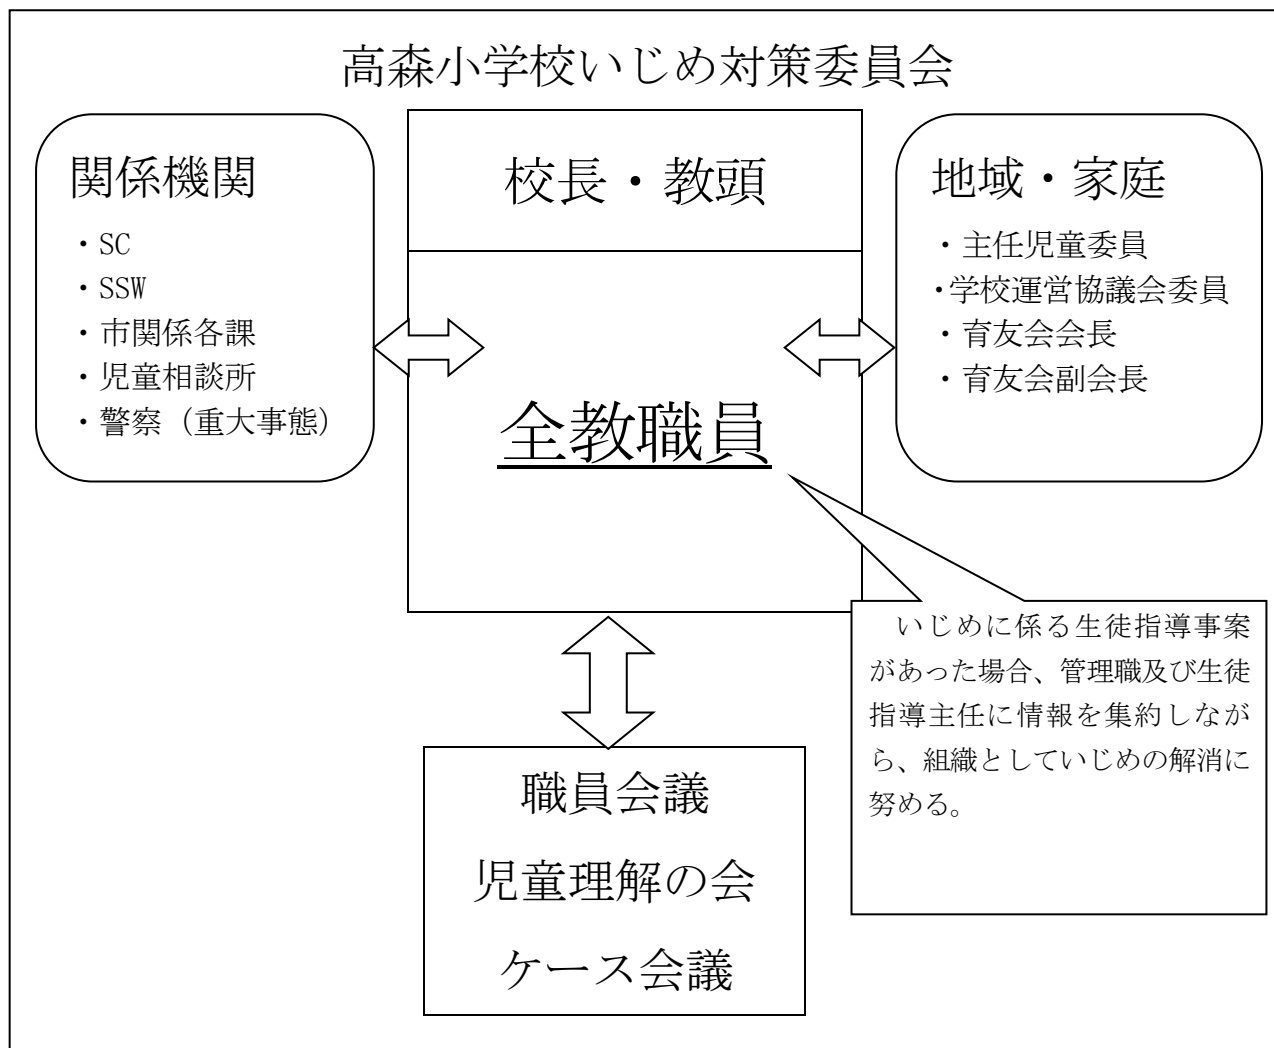 高森小学校いじめ対策委員会
関係機関
・SC
・SSW
・市関係各課
・児童相談所
・警察（重大事態）
校長・教頭
全教職員
地域・家庭
・主任児童委員
・学校運営協議会委員
・育友会会長
・育友会副会長
いじめに係る生徒指導事案
があった場合、管理職及び生徒
指導主任に情報を集約しなが
ら、組織としていじめの解消に
努める。
職員会議
児童理解の会
ケース会議